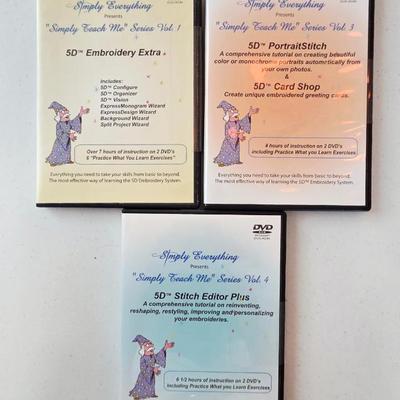 Simply Everything
Presents
"Simply Teach Me" Series Vol. 1
5D™ Embroidery Extra
Includes:
5D™ Configure
5D™ Organizer
5D™ Vision
ExpressMonogram Wizard
ExpressDesign Wizard
Background Wizard
Split Project Wizard
Over 7 hours of instruction on 2 DVD's
6 "Practice What you Learn Exercises"
Everything you need to take your skills from basic to beyond.
The most effective way of learning the 5D Embroidery System.
Simply Everything
Presents
"Simply Teach Me" Series Vol. 3
5D™ PortraitStitch
A comprehensive tutorial on creating beautiful
color or monochrome portraits automatically from
your own photos.
&
5D™ Card Shop
Create unique embroidered greeting cards.
4 hours of instruction on 2 DVD's
including Practice What You Learn Exercises.
Everything you need to take your skills from basic to beyond.
The most effective way of learning the 5D™ Embroidery System.
DVD
Simply Everything
Presents
"Simply Teach Me" Series Vol. 4
5D™ Stitch Editor Plus
A comprehensive tutorial on reinventing,
reshaping, restyling, improving and personalizing
your embroideries.
6 1/2 hours of instruction on 2 DVD's
including Practice What You Learn Exercises.